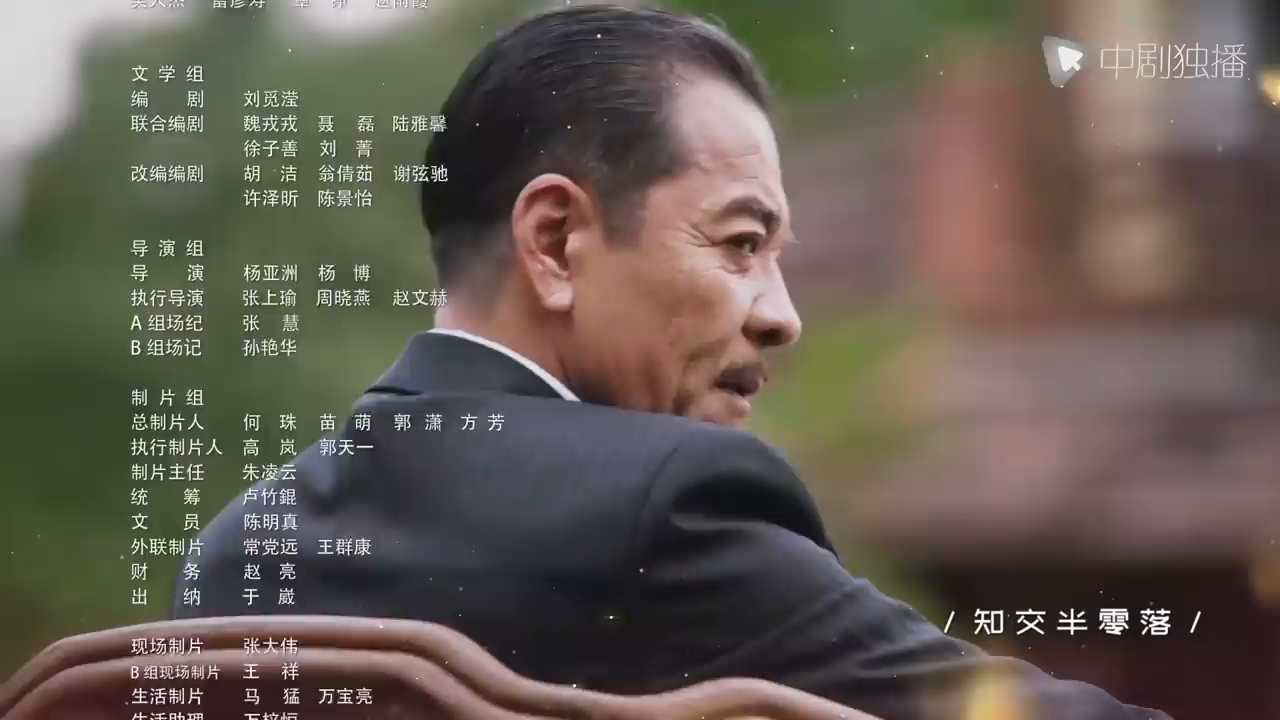 文学组
编 剧 刘觅滢
联合编剧 魏戎戎 聂 磊 陆雅馨
徐子善 刘 菁
改编编剧 胡 洁 翁倩茹 谢弦驰
许泽昕 陈景怡
导演组
导 演 杨亚洲 杨 博
执行导演 张上瑜 周晓燕 赵文赫
A 组场纪 张 慧
B 组场记 孙艳华
制片组
总制片人 何 珠 苗 萌 郭 潇 方 芳
执行制片人 高 岚 郭天一
制片主任 朱凌云
统 筹 卢竹錕
文 员 陈明真
外联制片 常党远 王群康
财 务 赵 亮
出 纳 于 崴
现场制片 张大伟
B 组现场制片 王 祥
生活制片 马 猛 万宝亮
中剧独播
/ 知交半零落 /